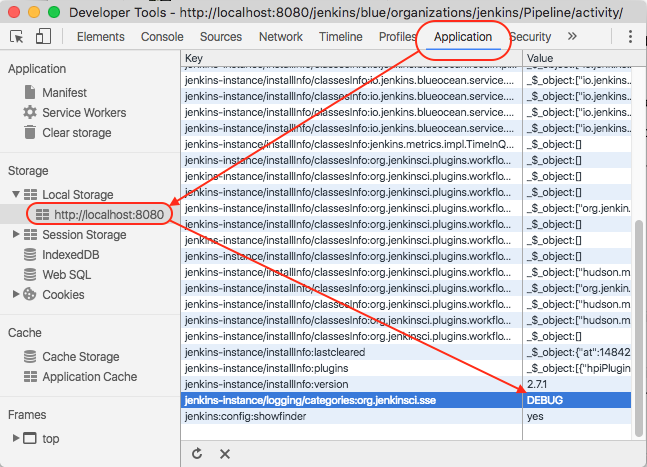 Developer Tools - http://localhost:8080/jenkins/blue/organizations/jenkins/Pipeline/activity/
Elements Console Sources Network Timeline Profiles Application Security »
Application
Manifest
Service Workers
Clear storage
Storage
Local Storage
http://localhost:8080
Session Storage
IndexedDB
Web SQL
Cookies
Cache
Cache Storage
Application Cache
Frames
top
Key Value
jenkins-instance/installInfo/classesInfo:io.jenkins.blueocean.service.... _$_object:["io.jenkins...
jenkins-instance/installInfo/classesInfo:io.jenkins.blueocean.service.... _$_object:["io.jenkins...
jenkins-instance/installInfo/classesInfo:io.jenkins.blueocean.service.... _$_object:["io.jenkins...
jenkins-instance/installInfo/classesInfo:io.jenkins.blueocean.service.... _$_object:["io.jenkins...
jenkins-instance/installInfo/classesInfo:jenkins.metrics.impl.TimeInQ... _$_object:[]
jenkins-instance/installInfo/classesInfo:org.jenkinsci.plugins.workflo... _$_object:[]
jenkins-instance/installInfo/classesInfo:org.jenkinsci.plugins.workflo... _$_object:[]
jenkins-instance/installInfo/classesInfo:org.jenkinsci.plugins.workflo... _$_object:[]
jenkins-instance/installInfo/classesInfo:org.jenkinsci.plugins.workflo... _$_object:["org.jenkin...
jenkins-instance/installInfo/classesInfo:org.jenkinsci.plugins.workflo... _$_object:[]
jenkins-instance/installInfo/classesInfo:org.jenkinsci.plugins.workflo... _$_object:[]
jenkins-instance/installInfo/classesInfo:org.jenkinsci.plugins.workflo... _$_object:[]
jenkins-instance/installInfo/classesInfo:org.jenkinsci.plugins.workflo... _$_object:["hudson.m...
jenkins-instance/installInfo/classesInfo:org.jenkinsci.plugins.workflo... _$_object:["org.jenkin...
jenkins-instance/installInfo/classesInfo:org.jenkinsci.plugins.workflo... _$_object:["hudson.m...
jenkins-instance/installInfo/classesInfo:org.jenkinsci.plugins.workflo... _$_object:["hudson.m...
jenkins-instance/installInfo/classesInfo:org.jenkinsci.plugins.workflo... _$_object:[]
jenkins-instance/installInfo:lastcleared _$_object:{"at":14842...
jenkins-instance/installInfo:plugins _$_object:[{"hpiPlugin...
jenkins-instance/installInfo:version 2.7.1
jenkins-instance/logging/categories:org.jenkinsci.sse DEBUG
jenkins:config:showfinder yes